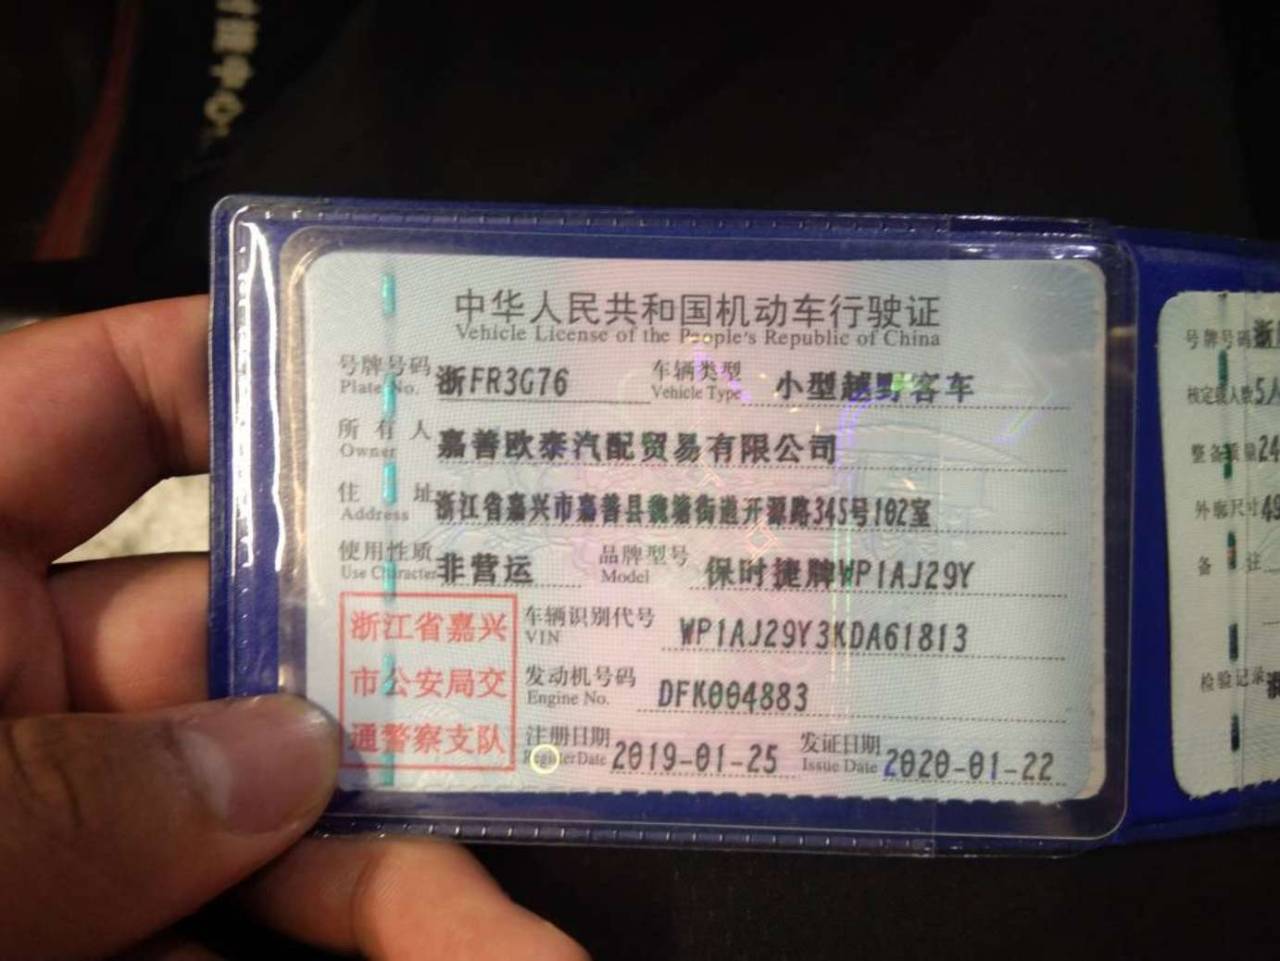 中心
中华人民共和国机动车行驶证
Vehicle License of the People's Republic of China
号牌号码 浙FR3G76 车辆类型 小型越野客车
Plate No. Vehicle Type
所有人 嘉善欧泰汽配贸易有限公司
Owner
住址 浙江省嘉兴市嘉善县魏塘街道开源路345号102室
Address
使用性质 非营运 品牌型号 保时捷牌WP1AJ29Y
Use Character Model
浙江省嘉兴
市公安局交
通警察支队
车辆识别代号 WP1AJ29Y3KDA61813
VIN
发动机号码 DFK004883
Engine No.
注册日期 2019-01-25 发证日期 2020-01-22
Register Date Issue Date
号牌号码 浙
核定载人数 5人
整备质量 24
外廓尺寸 49
备注
检验记录